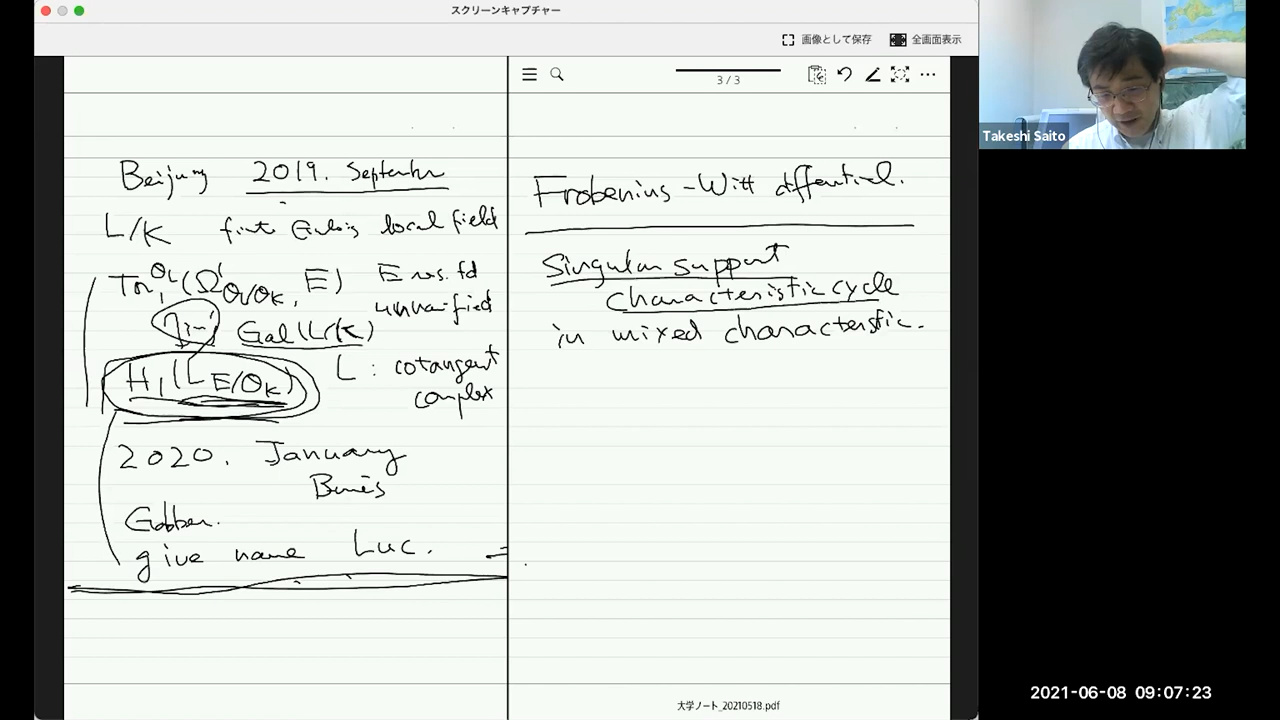 スクリーンキャプチャー
画像として保存
全画面表示
3 / 3
Beijing 2019. September
L/K finite Galois local field
Tor₁^{O_L}(Ω¹_{O_L/O_K}, E) E res. fd
unramified
Gal(L/K)
H₁(L_{E/O_K}) L : cotangent
complex
2020. January
Gabber.
give name Luc.
Frobenius-Witt differential.
Singular support
characteristic cycle
in mixed characteristic.
大学ノート_20210518.pdf
Takeshi Saito
2021-06-08 09:07:23